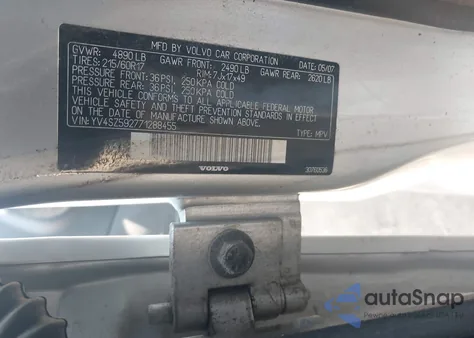 MFD. BY VOLVO CAR CORPORATION
GVWR: 4890 LB GAWR FRONT: 2490 LB DATE: 05/07
TIRES: 215/60R17 RIM: 7Jx17x49 GAWR REAR: 2620 LB
PRESSURE FRONT: 36 PSI, 250 KPA COLD
PRESSURE REAR: 36 PSI, 250 KPA COLD
THIS VEHICLE CONFORMS TO ALL APPLICABLE FEDERAL MOTOR
VEHICLE SAFETY AND THEFT PREVENTION STANDARDS
IN EFFECT ON THE DATE OF MANUFACTURE SHOWN ABOVE
VIN: YV4SZ592771288455 TYPE: MPV
VOLVO
autoSnap